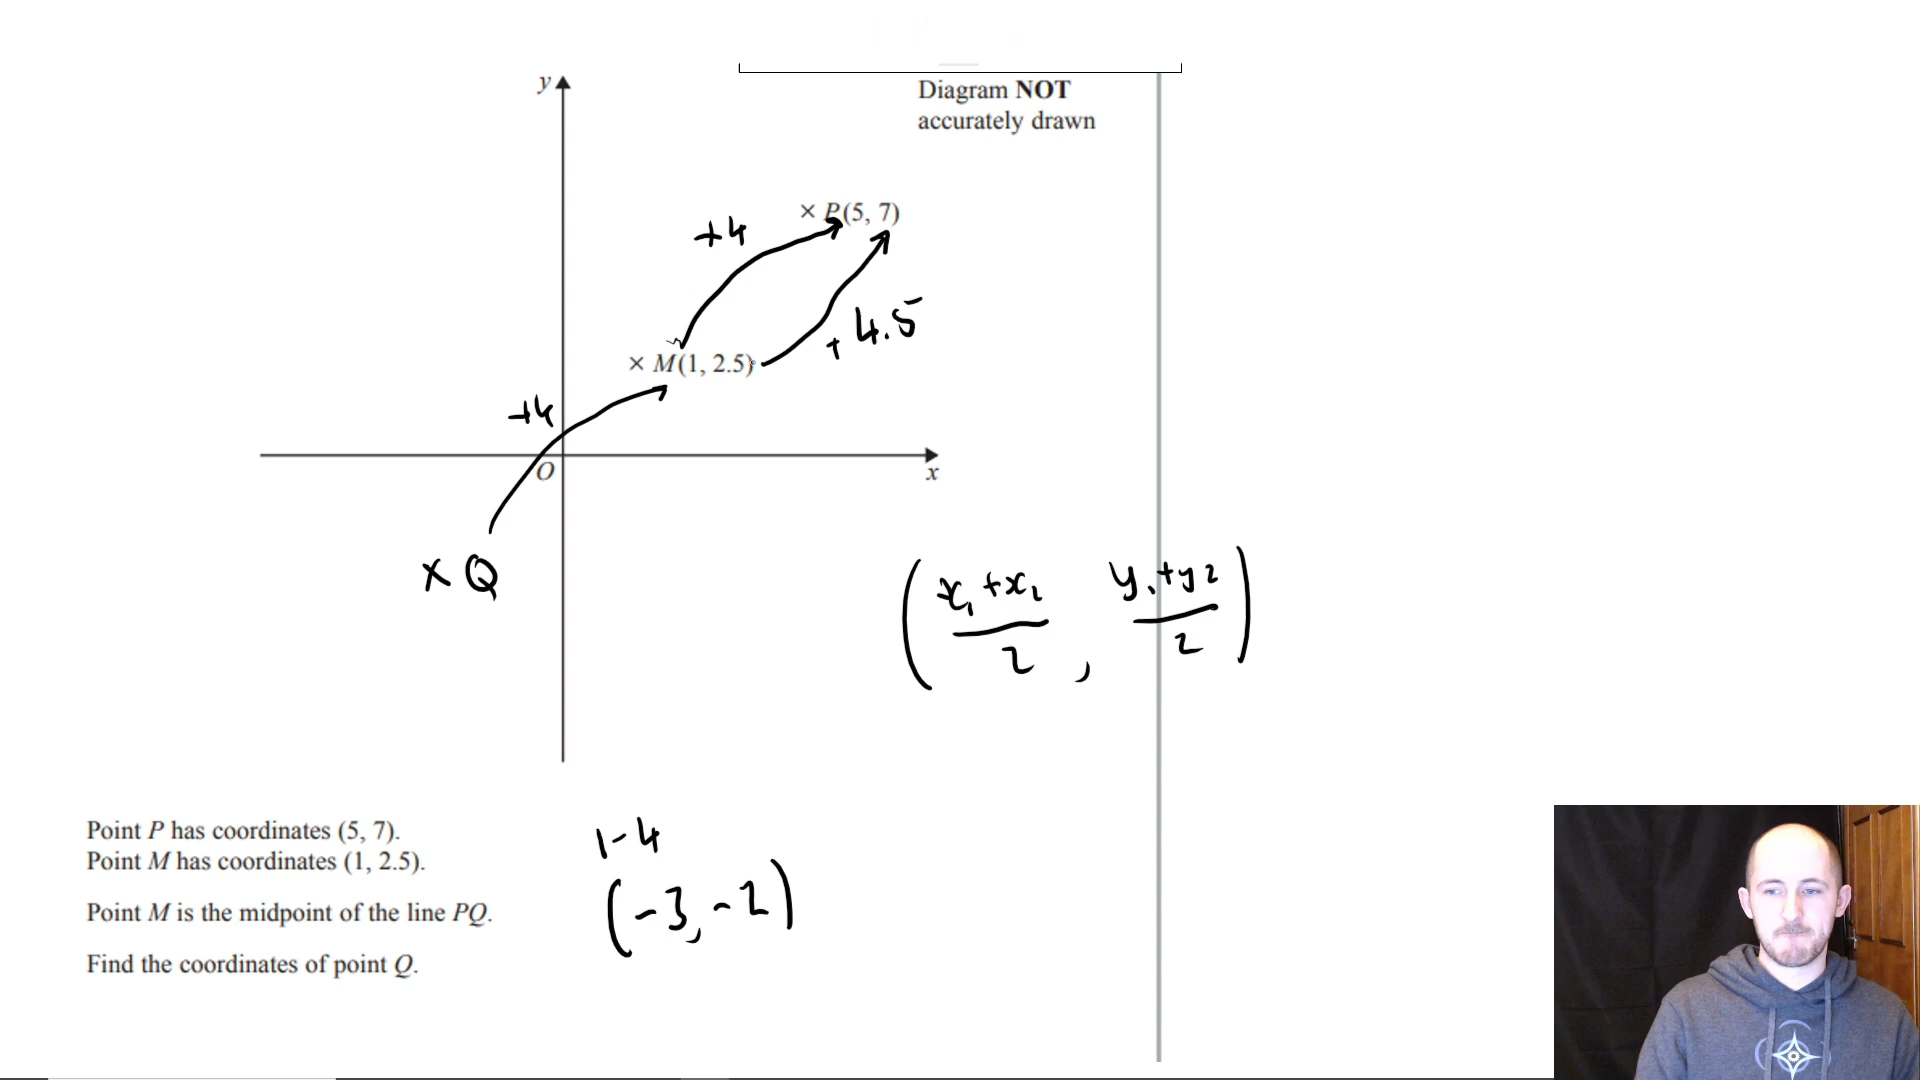 y
Diagram NOT
accurately drawn
× P(5, 7)
+4
+4.5
× M(1, 2.5)
+4
O
x
× Q
(x₁+x₂/2, y₁+y₂/2)
Point P has coordinates (5, 7).
Point M has coordinates (1, 2.5).
Point M is the midpoint of the line PQ.
Find the coordinates of point Q.
1-4
(-3, -2)